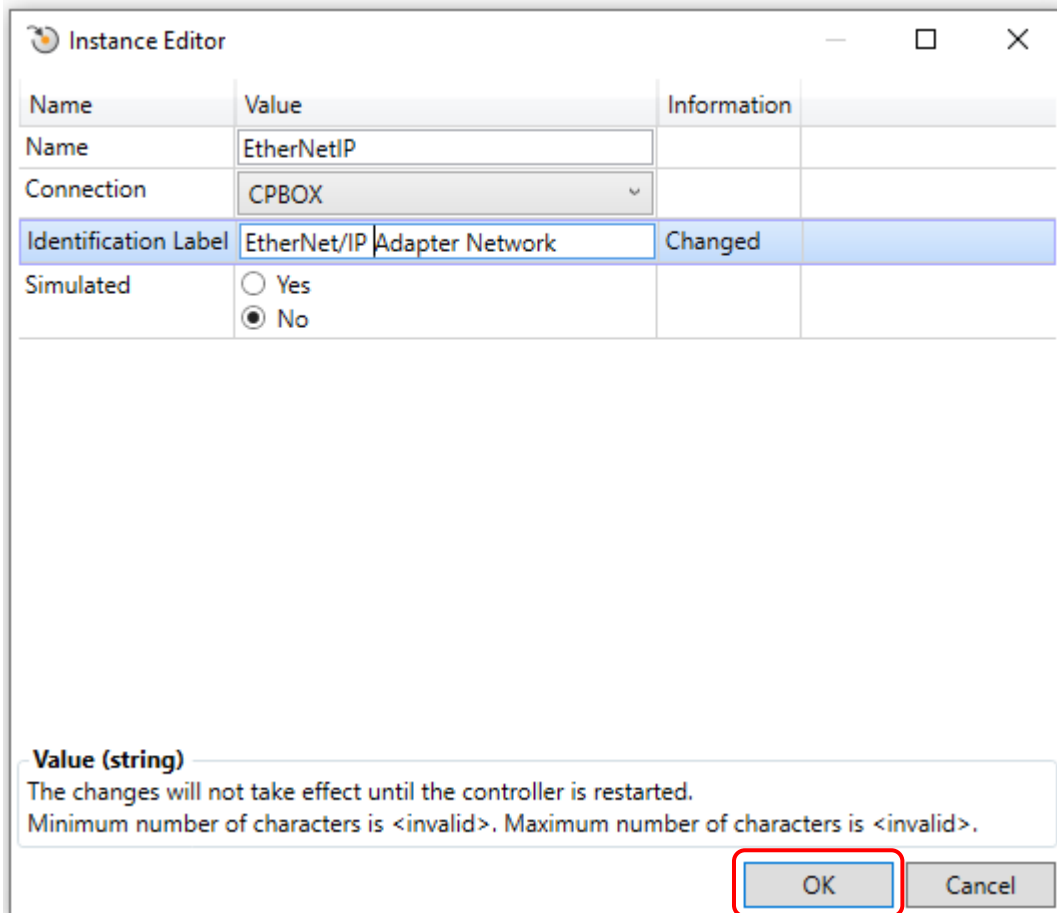 Instance Editor
Name Value Information
Name EtherNetIP
Connection CPBOX
Identification Label EtherNet/IP Adapter Network Changed
Simulated Yes
No
Value (string)
The changes will not take effect until the controller is restarted.
Minimum number of characters is <invalid>. Maximum number of characters is <invalid>.
OK Cancel